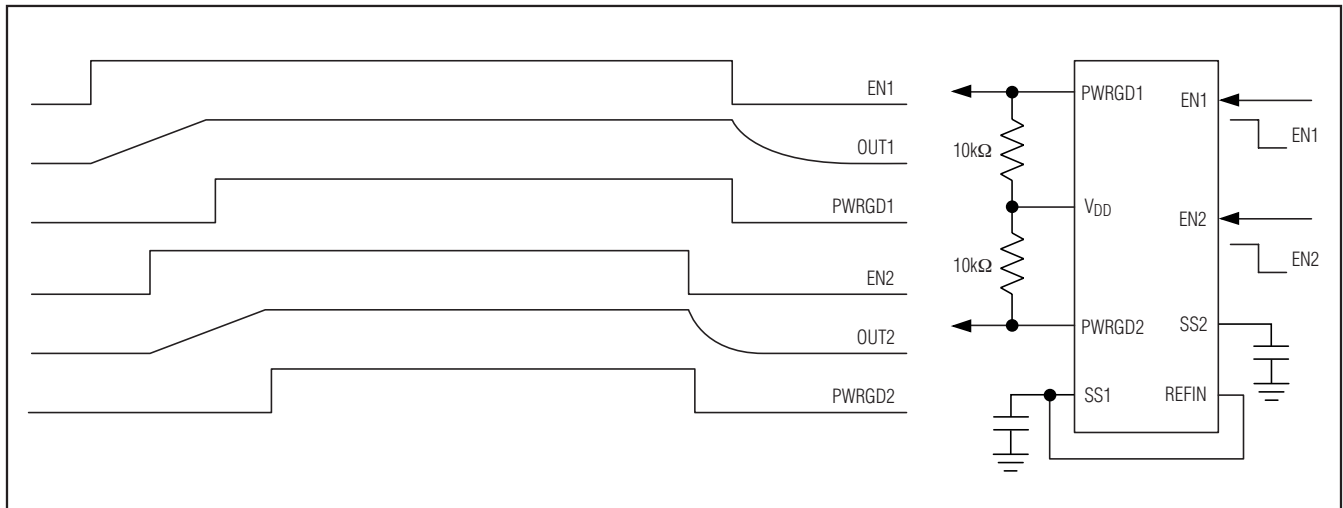 EN1
OUT1
PWRGD1
EN2
OUT2
PWRGD2
PWRGD1
EN1
10kΩ
EN1
VDD
EN2
10kΩ
EN2
PWRGD2
SS2
SS1
REFIN